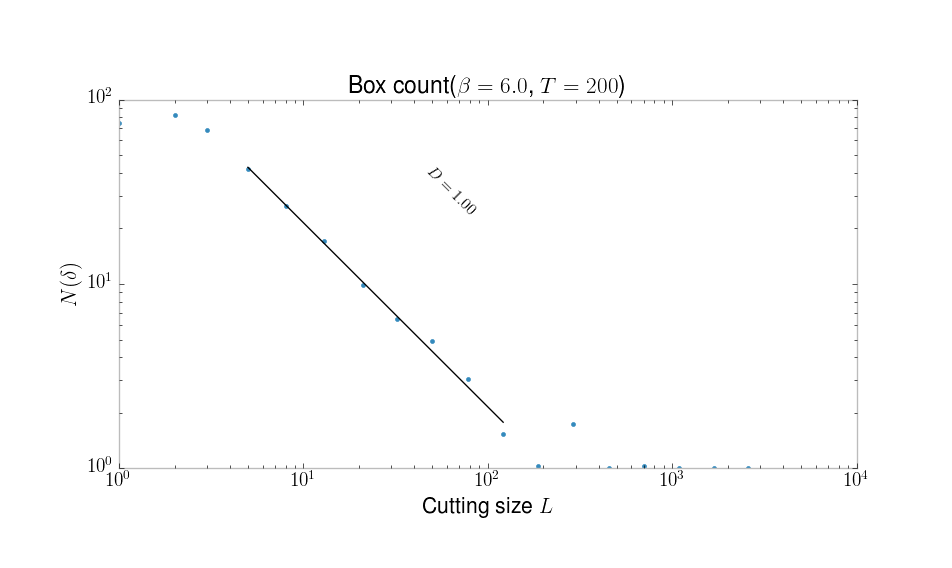 Box count(β = 6.0, T = 200)
10²
D = 1.00
N(δ)
10¹
10⁰
10⁰ 10¹ 10² 10³ 10⁴
Cutting size L